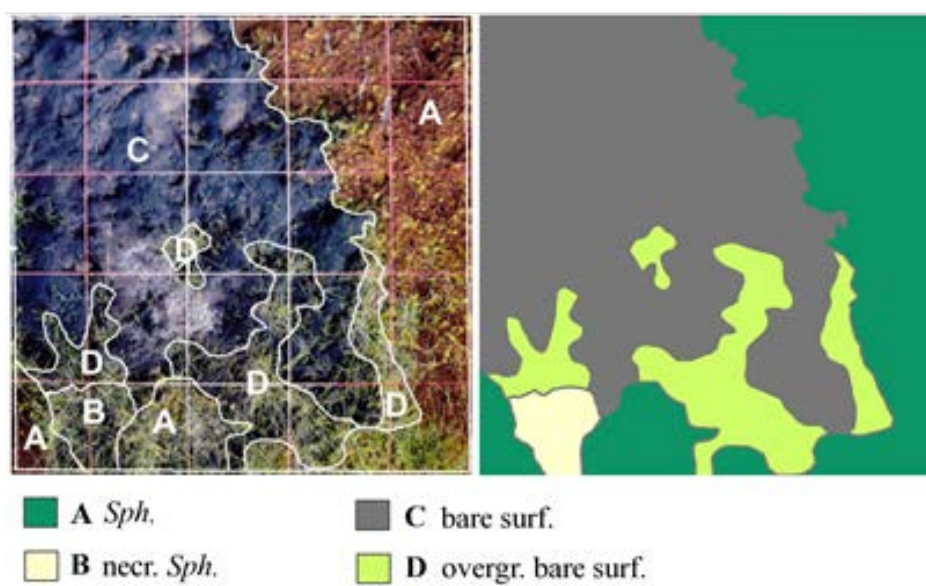 A
C
D
D
B
D
D
A
A
A Sph.
C bare surf.
B necr. Sph.
D overgr. bare surf.